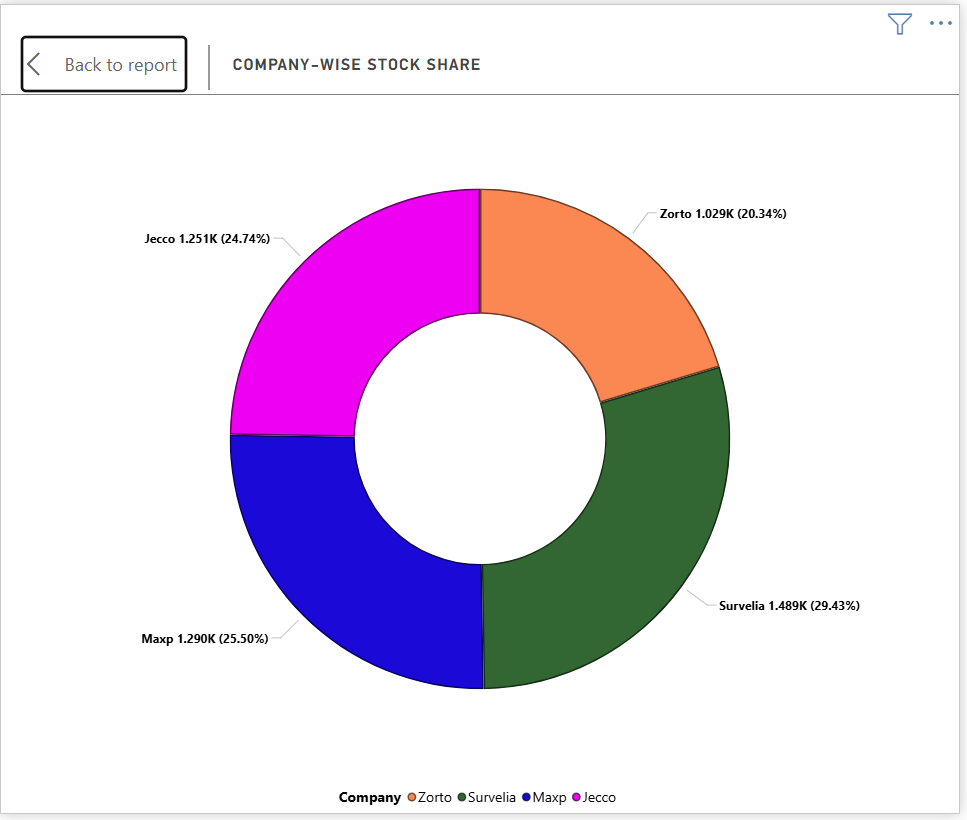 Back to report
COMPANY-WISE STOCK SHARE
Zorto 1.029K (20.34%)
Jecco 1.251K (24.74%)
Survelia 1.489K (29.43%)
Maxp 1.290K (25.50%)
Company Zorto Survelia Maxp Jecco